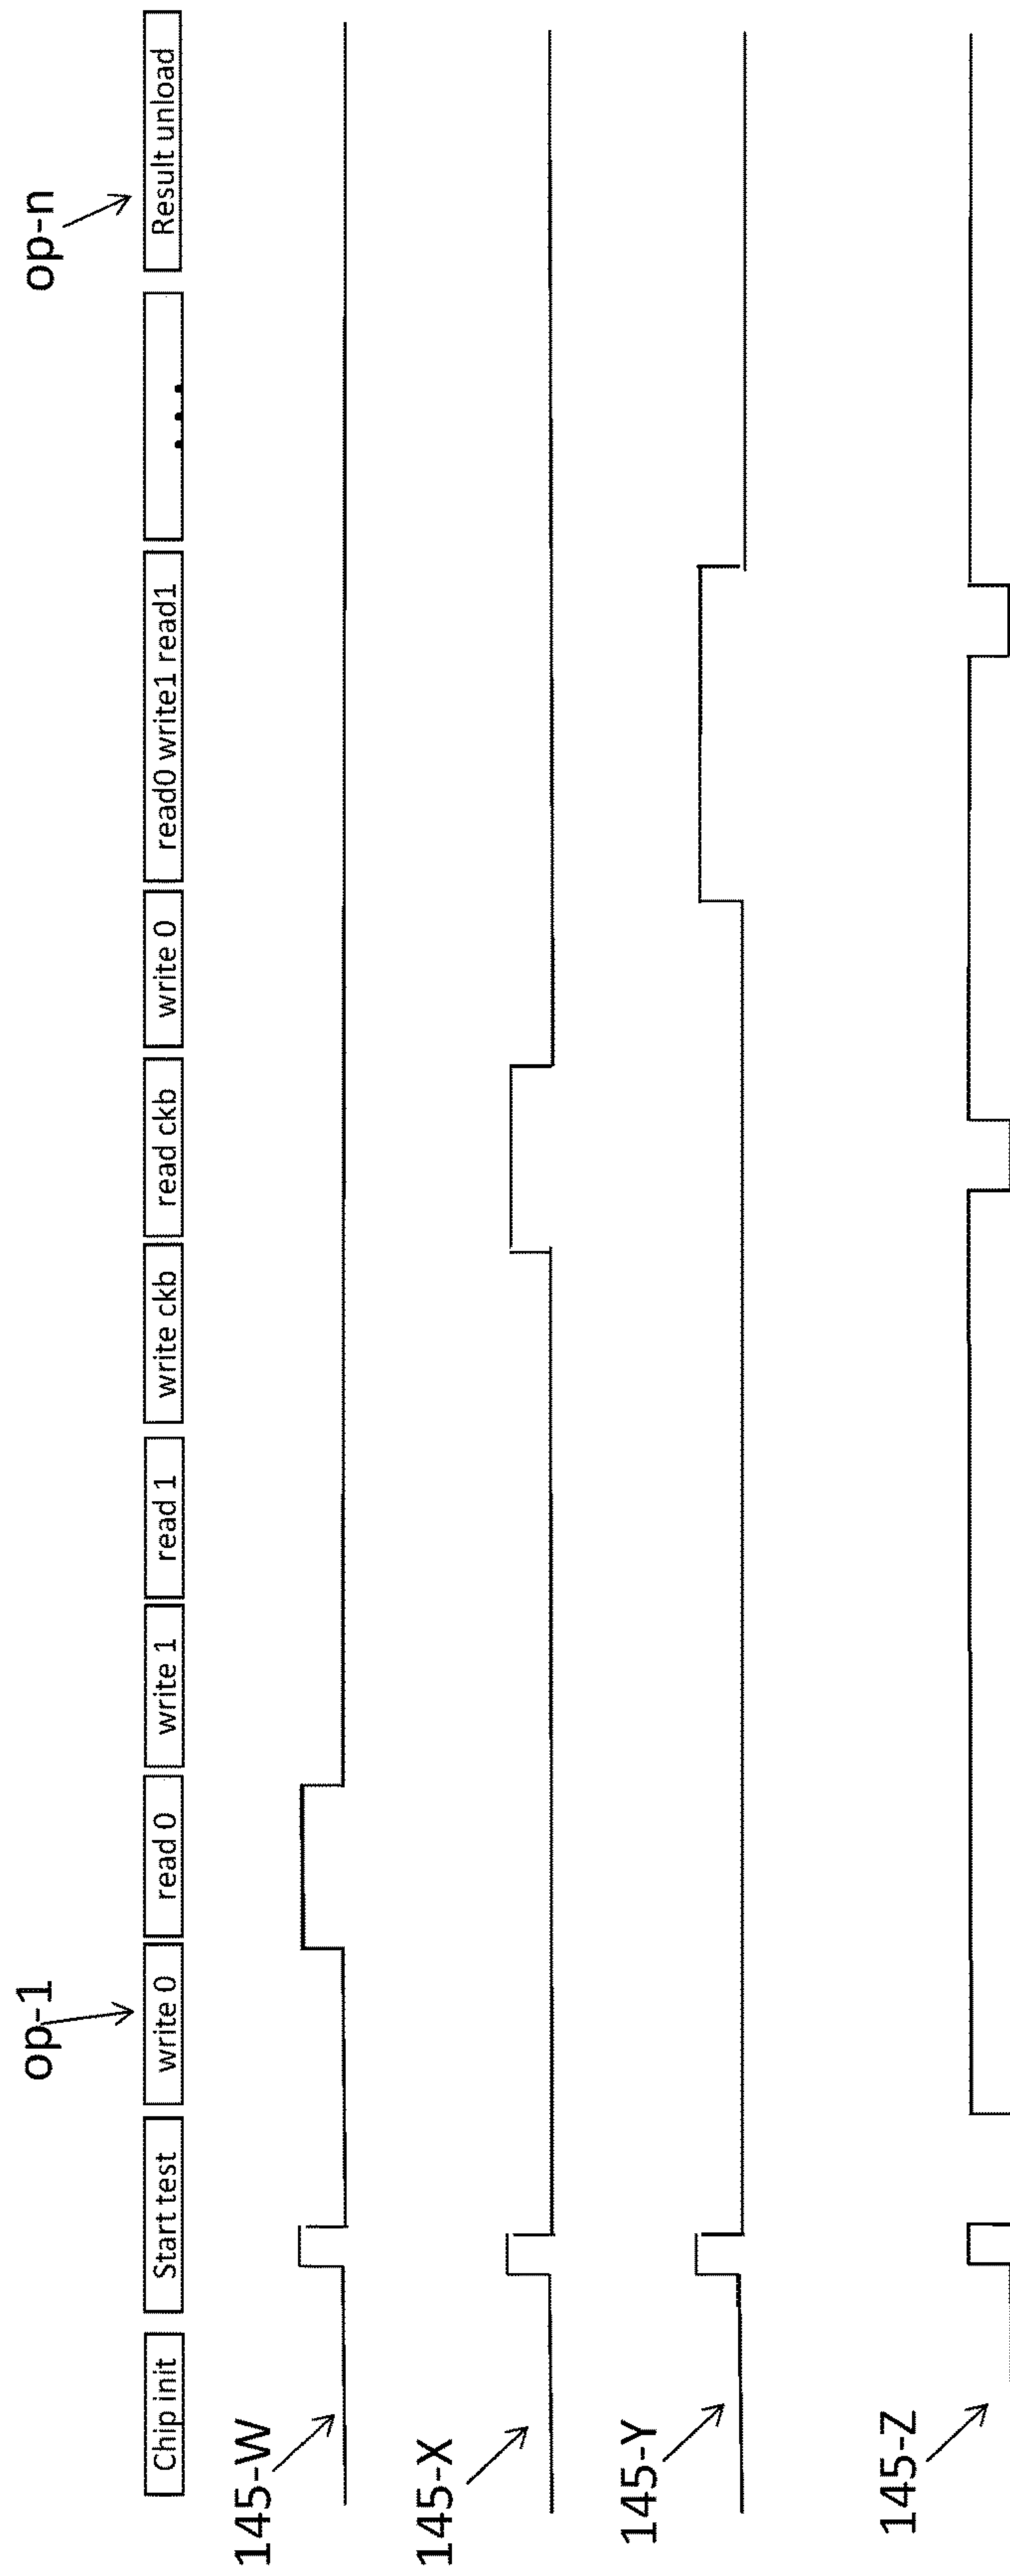 op-1
op-n
Chip init
Start test
write 0
read 0
write 1
read 1
write ckb
read ckb
write 0
read0 write1 read1
...
Result unload
145-W
145-X
145-Y
145-Z